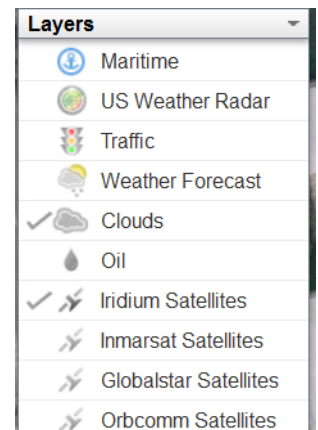 Layers
Maritime
US Weather Radar
Traffic
Weather Forecast
Clouds
Oil
Iridium Satellites
Inmarsat Satellites
Globalstar Satellites
Orbcomm Satellites